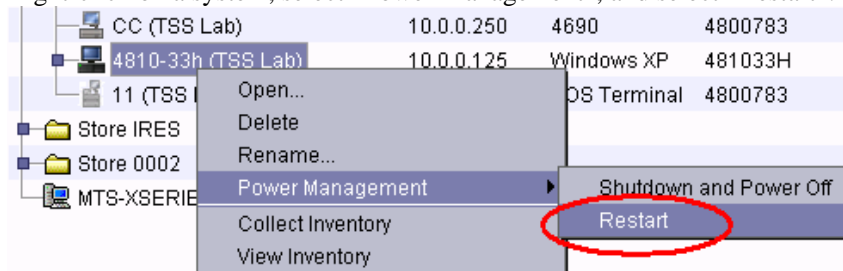 CC (TSS Lab) 10.0.0.250 4690 4800783
4810-33h (TSS Lab) 10.0.0.125 Windows XP 481033H
11 (TSS Terminal 4800783
Open...
Store IRES Delete
Store 0002 Rename...
MTS-XSERIE Power Management Shutdown and Power Off
Collect Inventory Restart
View Inventory